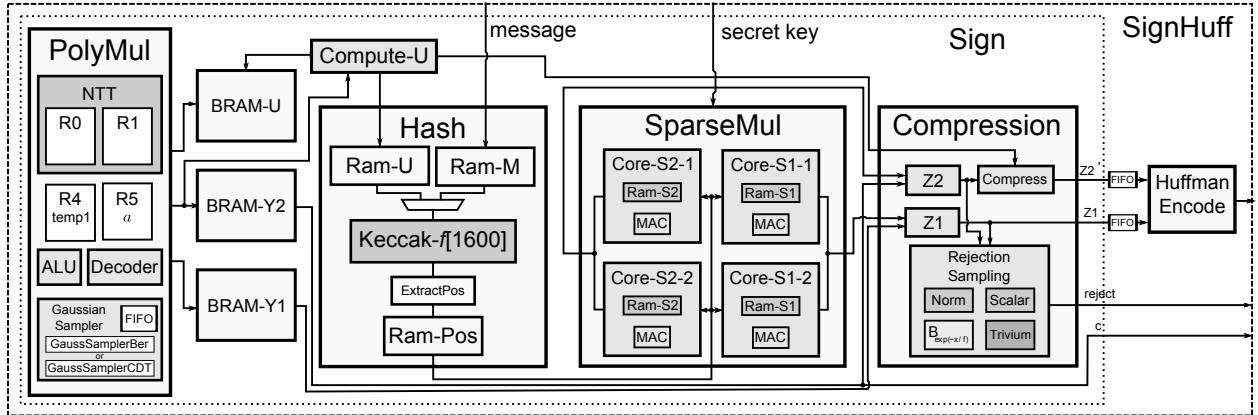 message
secret key
Sign
SignHuff
PolyMul
NTT
R0
R1
R4
temp1
R5
a
ALU
Decoder
Gaussian
Sampler
FIFO
GaussSamplerBer
or
GaussSamplerCDT
BRAM-U
BRAM-Y2
BRAM-Y1
Compute-U
Hash
Ram-U
Ram-M
Keccak-f[1600]
ExtractPos
Ram-Pos
SparseMul
Core-S2-1
Ram-S2
MAC
Core-S1-1
Ram-S1
MAC
Core-S2-2
Ram-S2
MAC
Core-S1-2
Ram-S1
MAC
Compression
Z2
Compress
Z1
Rejection
Sampling
Norm
Scalar
B exp(−x/f)
Trivium
Z2'
Z1
FIFO
FIFO
Huffman
Encode
reject
c